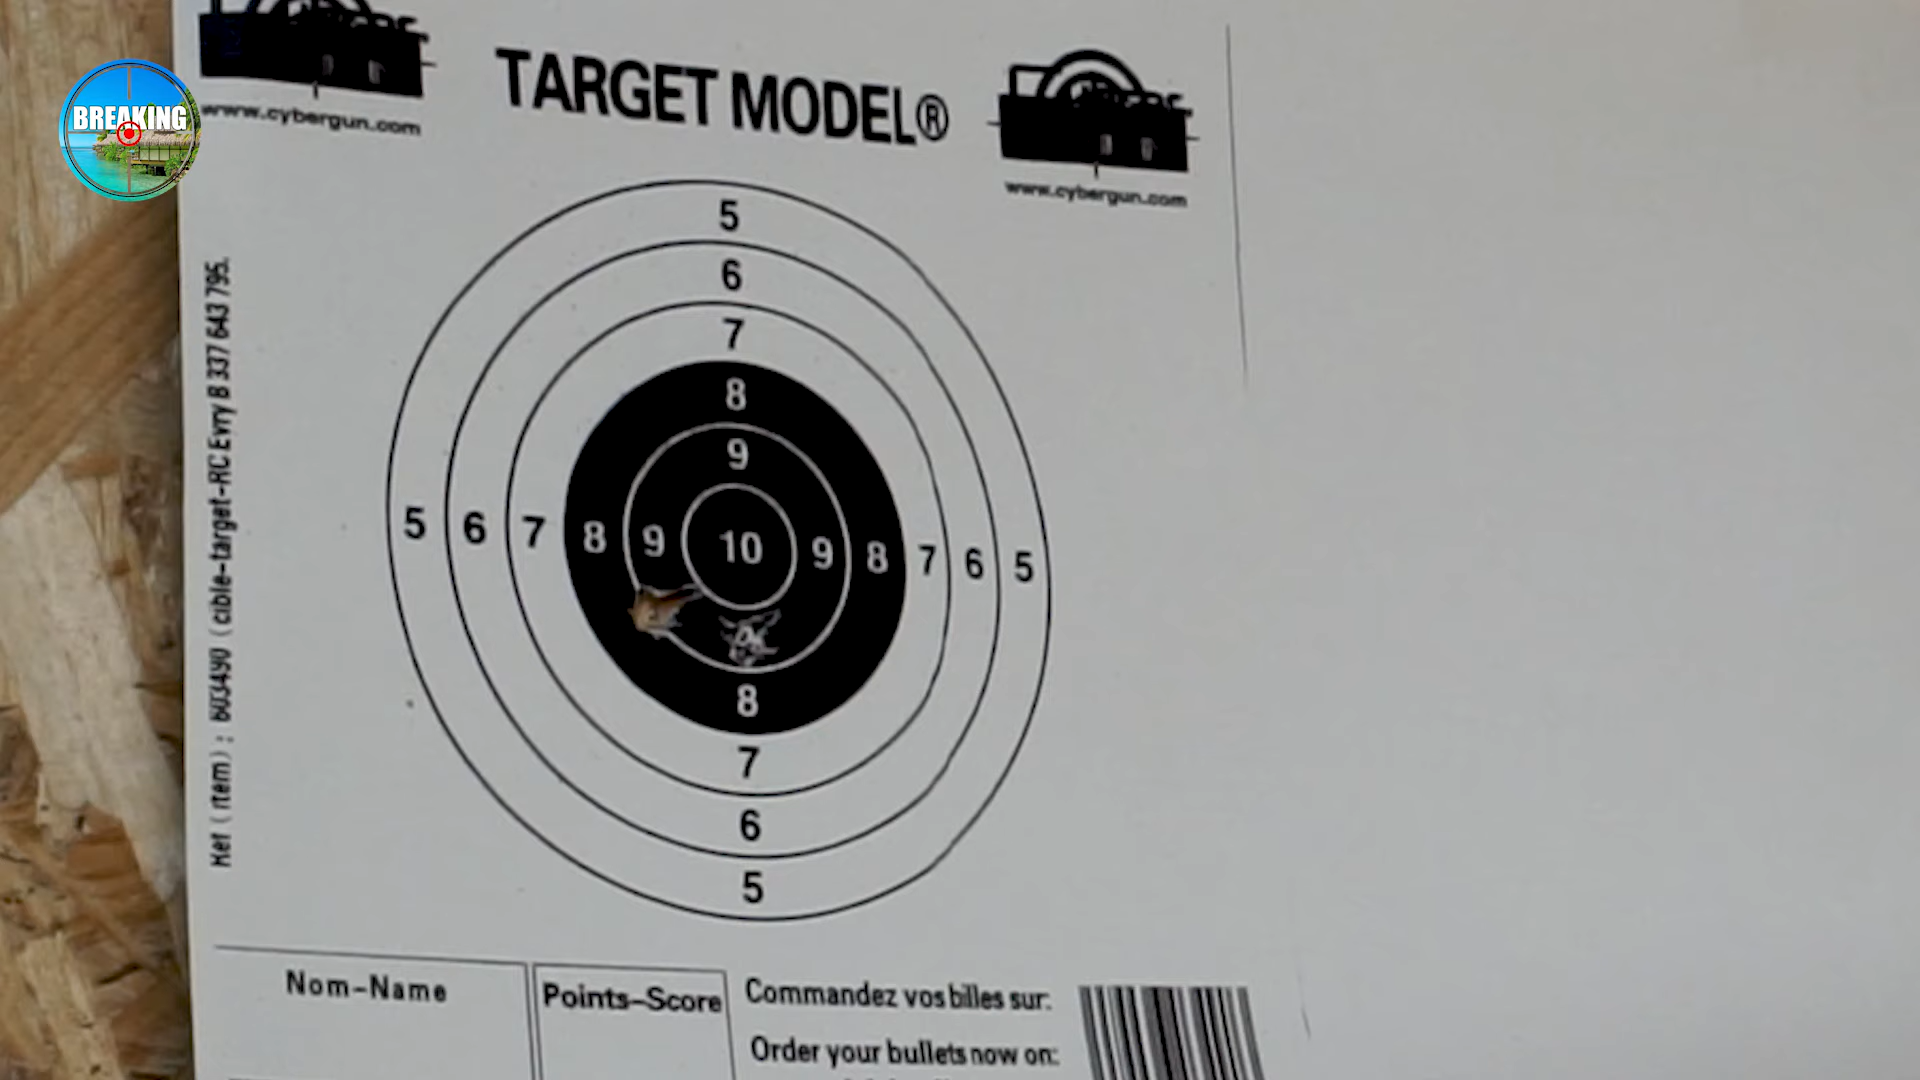 BREAKING
TARGET MODEL®
www.cybergun.com
www.cybergun.com
5
6
7
8
9
5 6 7 8 9 10 9 8 7 6 5
8
7
6
5
Ref (item) : 603490 (cible-target-RC Evry B 337 643 795.
Nom-Name
Points-Score
Commandez vos billes sur:
Order your bullets now on: